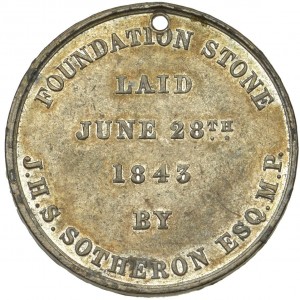 FOUNDATION STONE
LAID
JUNE 28TH
1843
BY
J.H.S. SOTHERON ESQ. M.P.